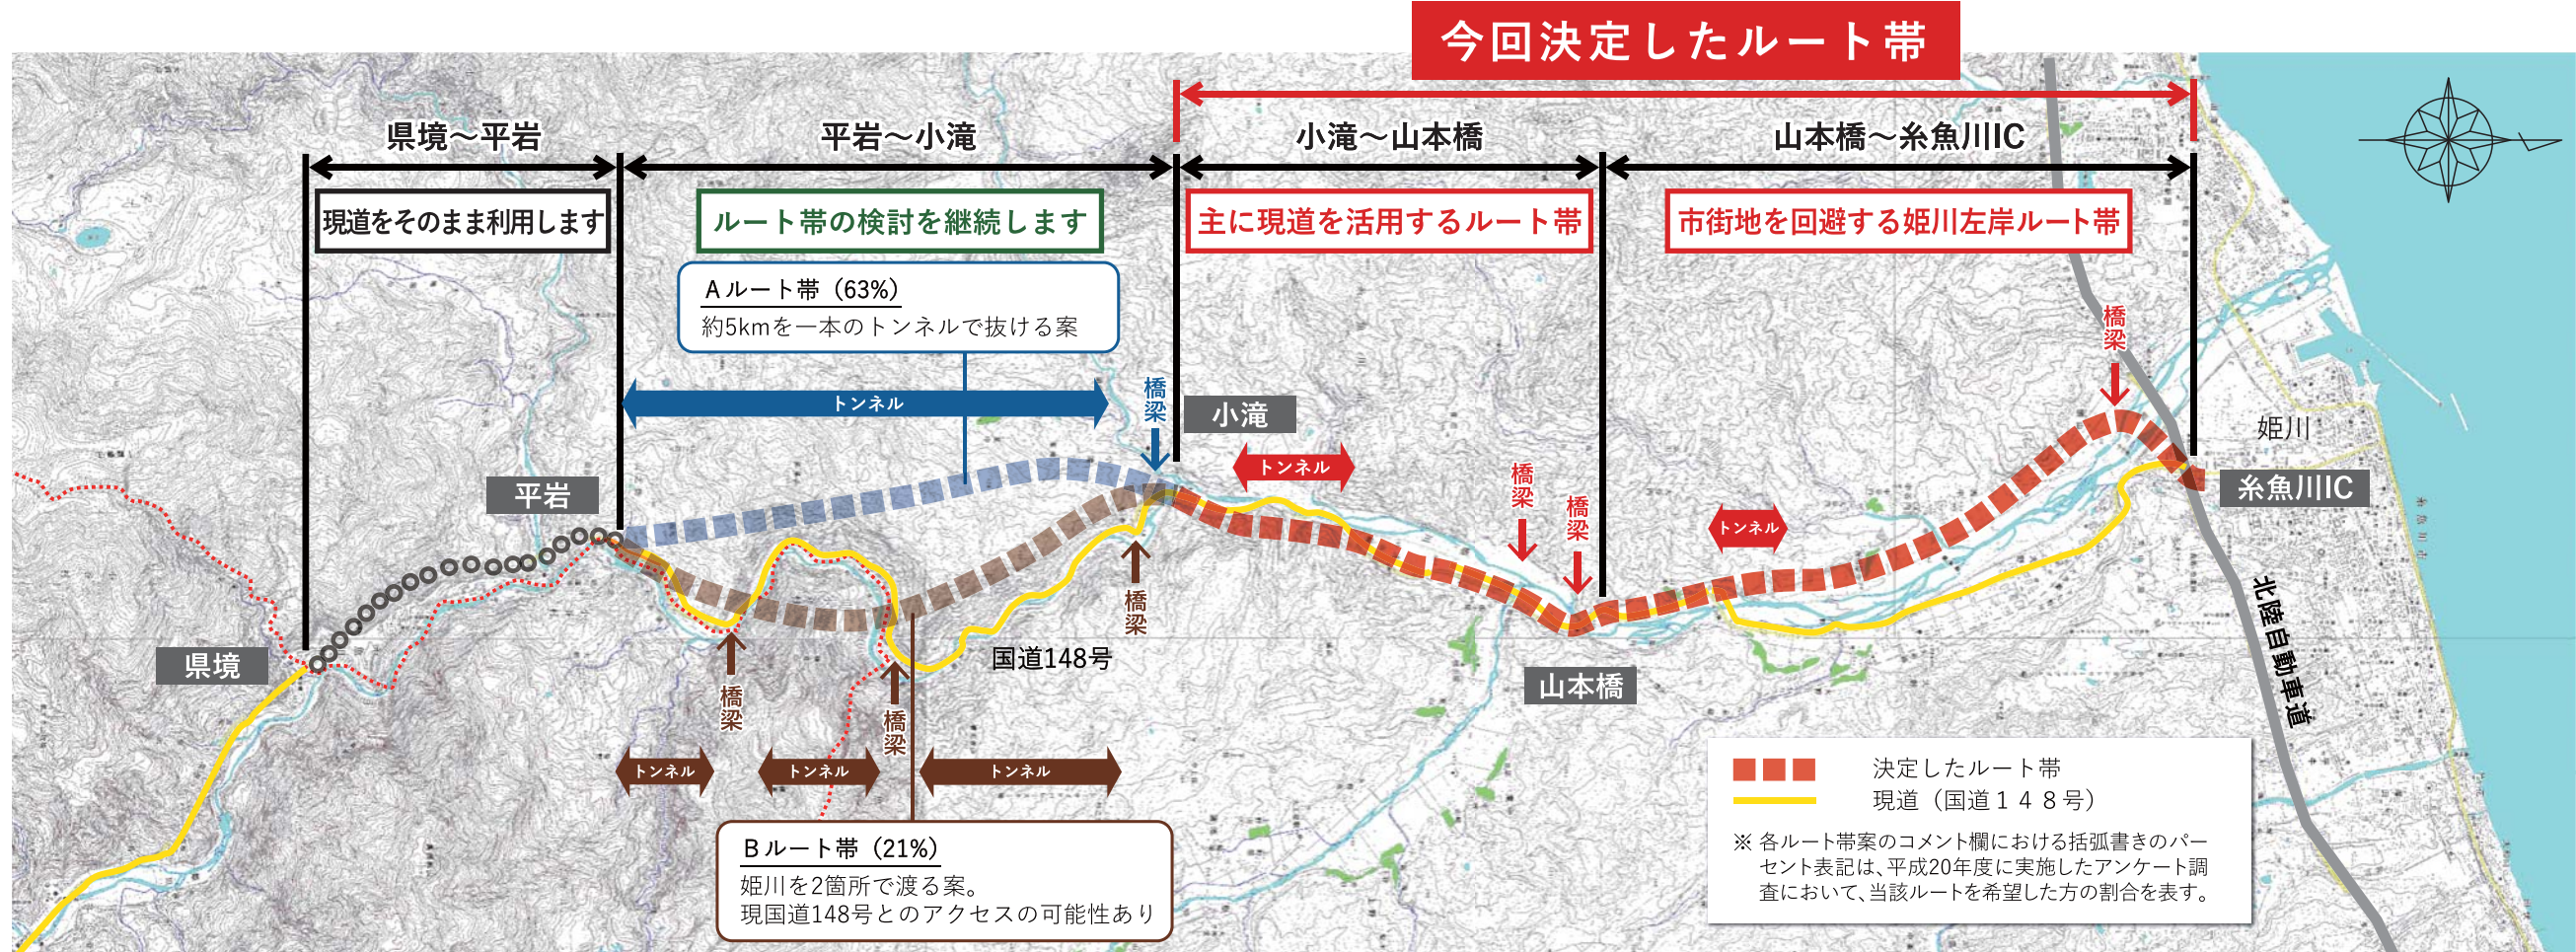 今回決定したルート帯
県境～平岩
平岩～小滝
小滝～山本橋
山本橋～糸魚川IC
現道をそのまま利用します
ルート帯の検討を継続します
主に現道を活用するルート帯
市街地を回避する姫川左岸ルート帯
Aルート帯（63%）
約5kmを一本のトンネルで抜ける案
トンネル
橋梁
小滝
トンネル
橋梁
橋梁
トンネル
橋梁
姫川
糸魚川IC
平岩
県境
国道148号
橋梁
橋梁
橋梁
山本橋
北陸自動車道
トンネル
トンネル
トンネル
Bルート帯（21%）
姫川を2箇所で渡る案。
現国道148号とのアクセスの可能性あり
決定したルート帯
現道（国道１４８号）
※ 各ルート帯案のコメント欄における括弧書きのパー
セント表記は、平成20年度に実施したアンケート調
査において、当該ルートを希望した方の割合を表す。